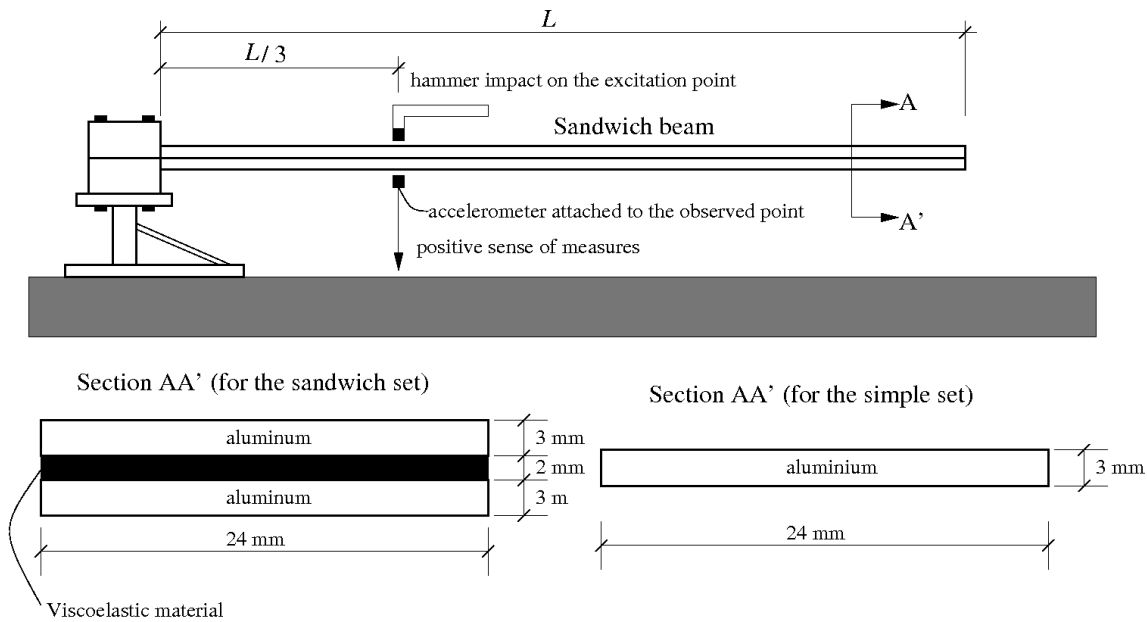 L
L/3
hammer impact on the excitation point
A
Sandwich beam
accelerometer attached to the observed point
A'
positive sense of measures
Section AA' (for the sandwich set)
Section AA' (for the simple set)
aluminum
3 mm
2 mm
aluminum
3 m
24 mm
aluminium
3 mm
24 mm
Viscoelastic material